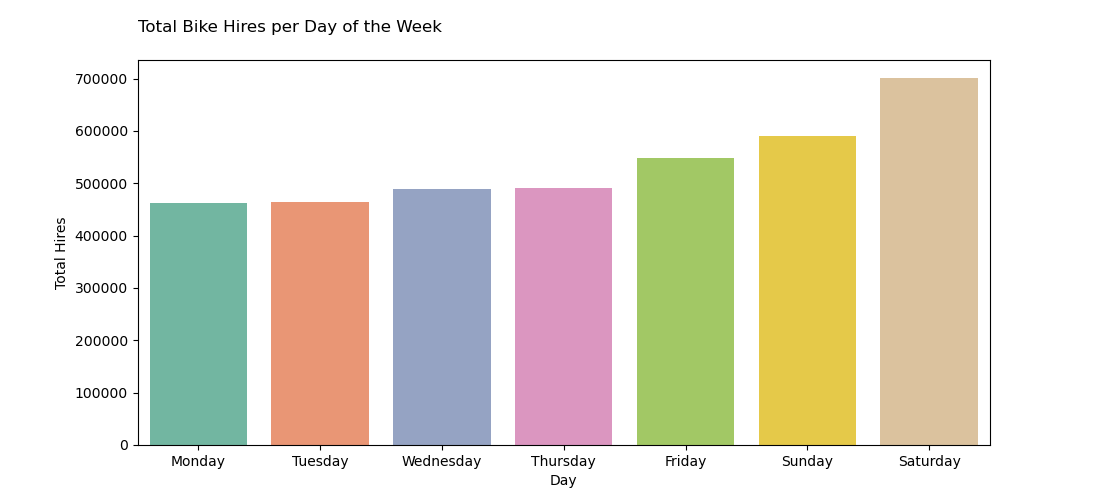 Total Bike Hires per Day of the Week
700000
600000
500000
400000
300000
200000
100000
0
Total Hires
Monday Tuesday Wednesday Thursday Friday Sunday Saturday
Day